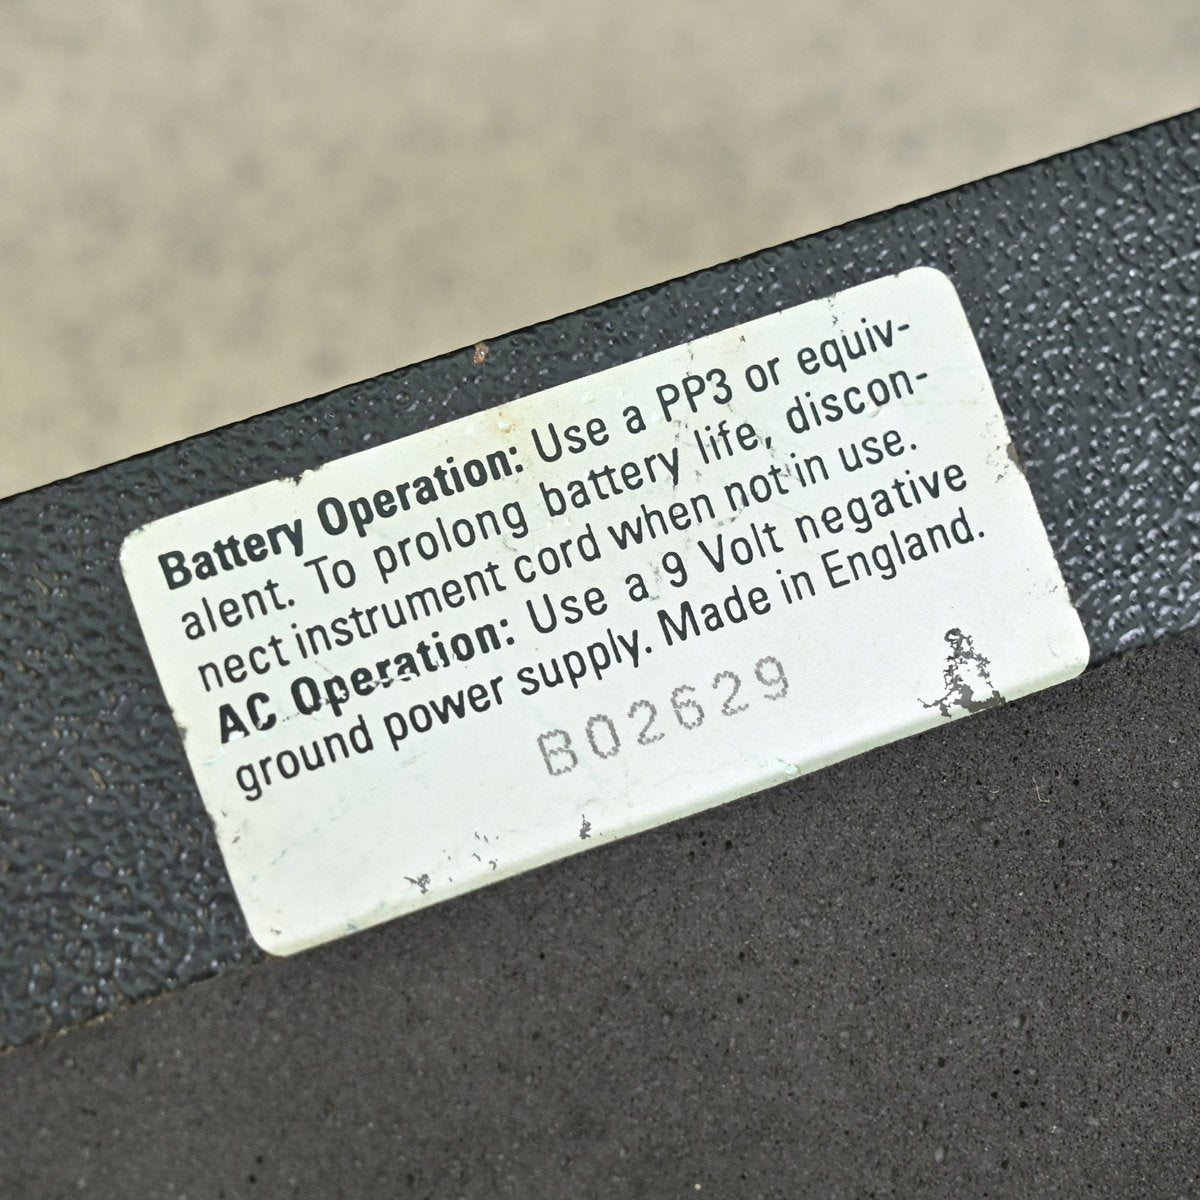 Battery Operation: Use a PP3 or equiv-
alent. To prolong battery life, discon-
nect instrument cord when not in use.
AC Operation: Use a 9 Volt negative
ground power supply. Made in England.
B02629